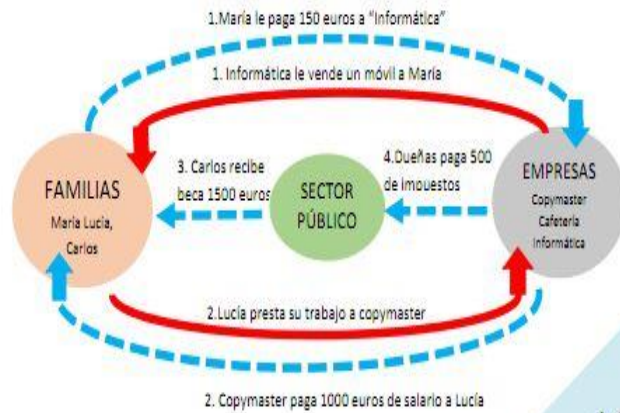 1.María le paga 150 euros a “Informática”
1. Informática le vende un móvil a María
3. Carlos recibe
beca 1500 euros
4.Dueñas paga 500
de impuestos
FAMILIAS
María Lucía,
Carlos
SECTOR
PÚBLICO
EMPRESAS
Copymaster
Cafetería
Informática
2.Lucía presta su trabajo a copymaster
2. Copymaster paga 1000 euros de salario a Lucía